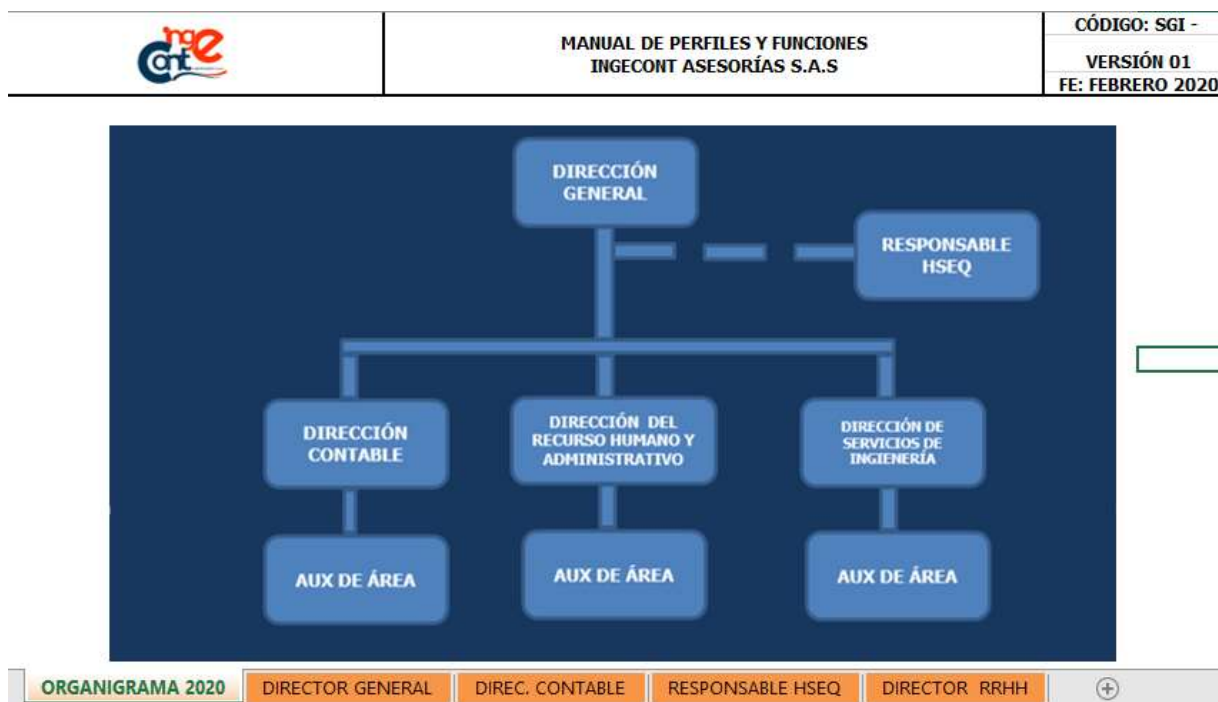 inge
Cont
MANUAL DE PERFILES Y FUNCIONES
INGECONT ASESORÍAS S.A.S
CÓDIGO: SGI -
VERSIÓN 01
FE: FEBRERO 2020
DIRECCIÓN
GENERAL
RESPONSABLE
HSEQ
DIRECCIÓN
CONTABLE
DIRECCIÓN DEL
RECURSO HUMANO Y
ADMINISTRATIVO
DIRECCIÓN DE
SERVICIOS DE
INGIENERÍA
AUX DE ÁREA
AUX DE ÁREA
AUX DE ÁREA
ORGANIGRAMA 2020
DIRECTOR GENERAL
DIREC. CONTABLE
RESPONSABLE HSEQ
DIRECTOR RRHH